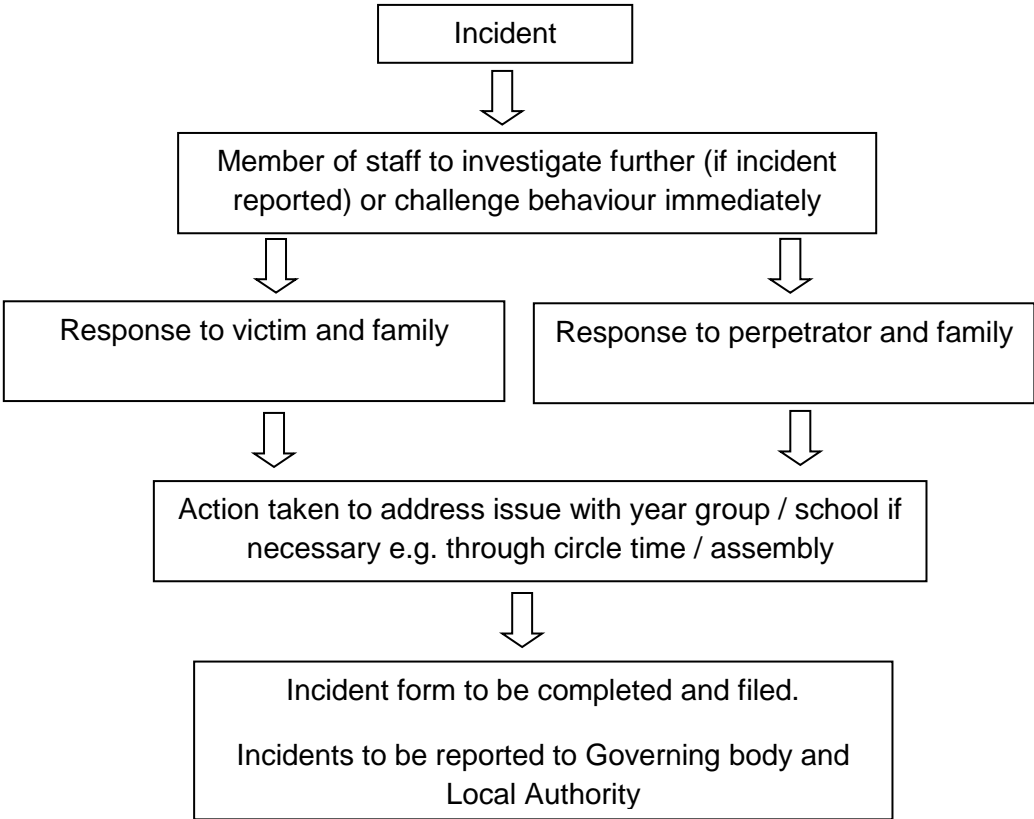 Incident
Member of staff to investigate further (if incident
reported) or challenge behaviour immediately
Response to victim and family
Response to perpetrator and family
Action taken to address issue with year group / school if
necessary e.g. through circle time / assembly
Incident form to be completed and filed.
Incidents to be reported to Governing body and
Local Authority